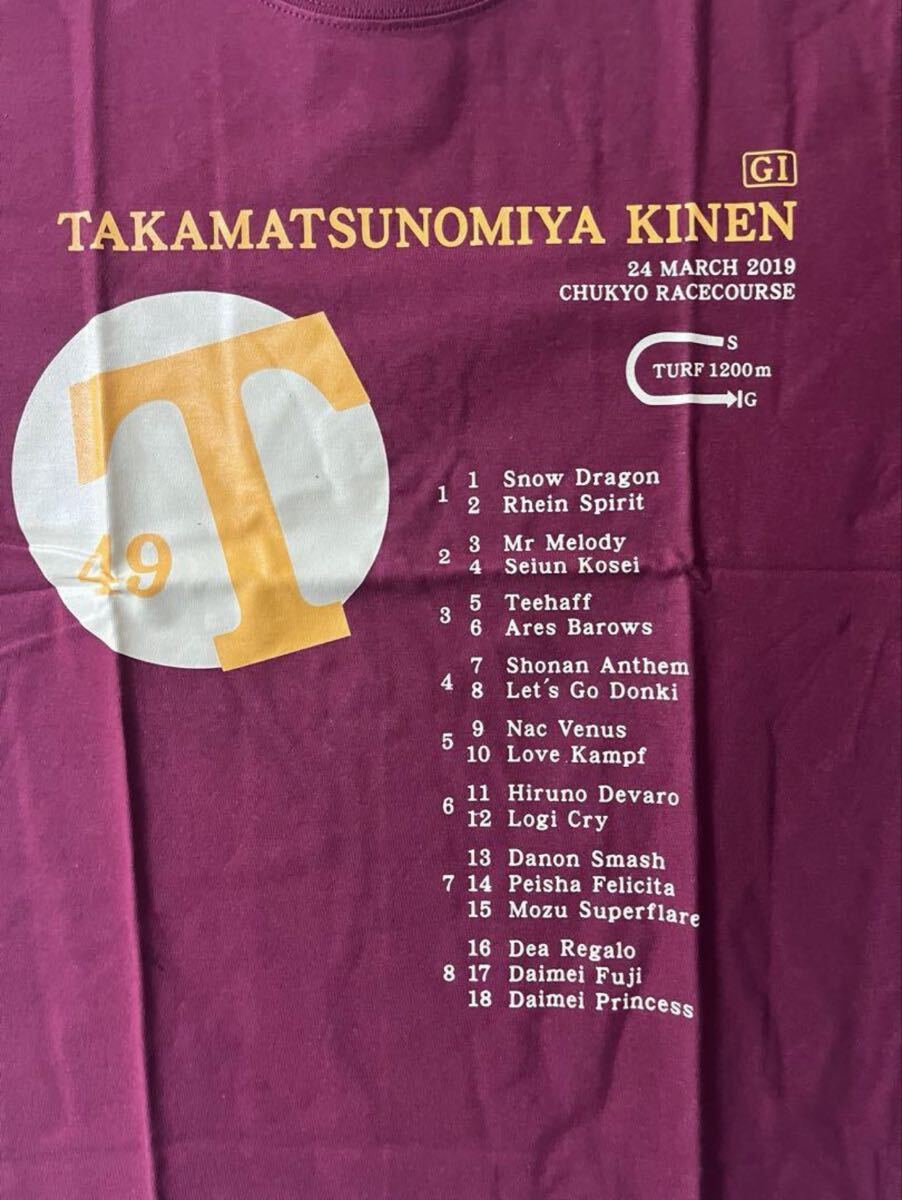 GI
TAKAMATSUNOMIYA KINEN
24 MARCH 2019
CHUKYO RACECOURSE
S
TURF 1200m
G
T
49
1
1 Snow Dragon
2 Rhein Spirit
2
3 Mr Melody
4 Seiun Kosei
3
5 Teehaff
6 Ares Barows
4
7 Shonan Anthem
8 Let's Go Donki
5
9 Nac Venus
10 Love Kampf
6
11 Hiruno Devaro
12 Logi Cry
13 Danon Smash
7 14 Peisha Felicita
15 Mozu Superflare
16 Dea Regalo
8 17 Daimei Fuji
18 Daimei Princess